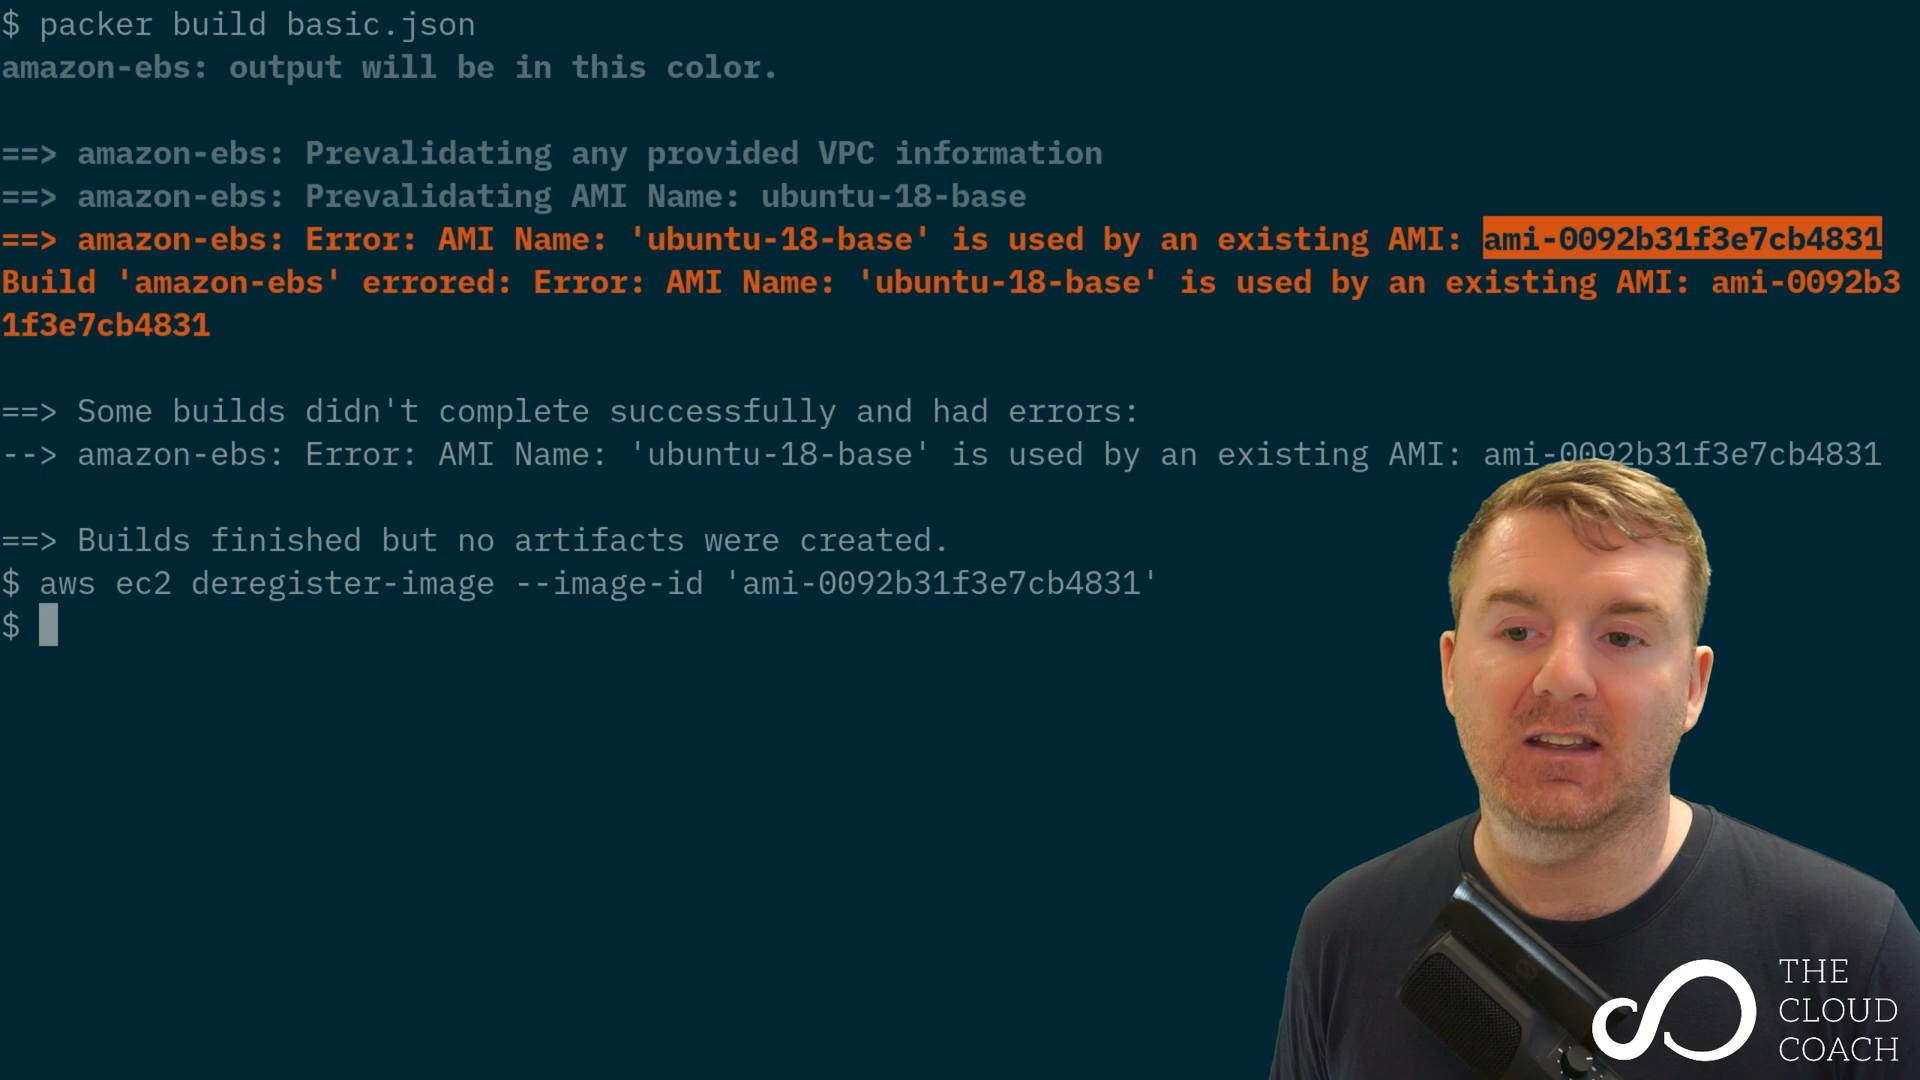 $ packer build basic.json
amazon-ebs: output will be in this color.
==> amazon-ebs: Prevalidating any provided VPC information
==> amazon-ebs: Prevalidating AMI Name: ubuntu-18-base
==> amazon-ebs: Error: AMI Name: 'ubuntu-18-base' is used by an existing AMI: ami-0092b31f3e7cb4831
Build 'amazon-ebs' errored: Error: AMI Name: 'ubuntu-18-base' is used by an existing AMI: ami-0092b3
1f3e7cb4831
==> Some builds didn't complete successfully and had errors:
--> amazon-ebs: Error: AMI Name: 'ubuntu-18-base' is used by an existing AMI: ami-0092b31f3e7cb4831
==> Builds finished but no artifacts were created.
$ aws ec2 deregister-image --image-id 'ami-0092b31f3e7cb4831'
$
THE
CLOUD
COACH